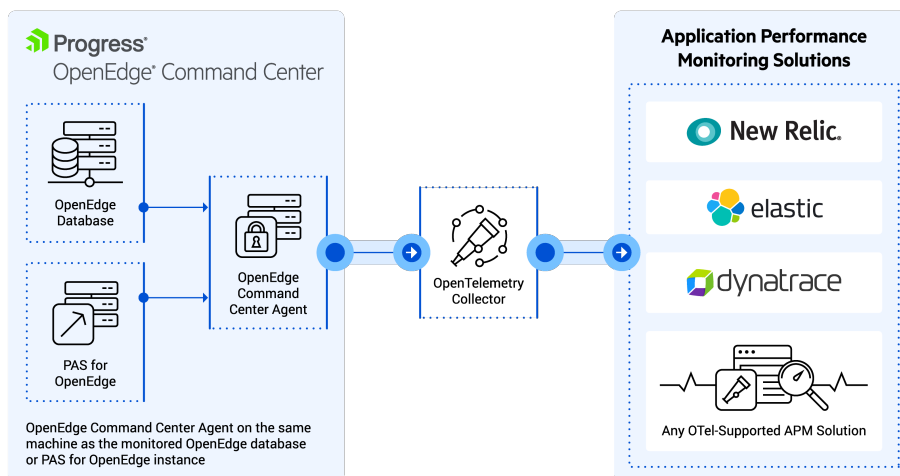 Progress®
OpenEdge® Command Center
OpenEdge
Database
PAS for
OpenEdge
OpenEdge
Command
Center Agent
OpenEdge Command Center Agent on the same
machine as the monitored OpenEdge database
or PAS for OpenEdge instance
OpenTelemetry
Collector
Application Performance
Monitoring Solutions
New Relic®
elastic
dynatrace
Any OTel-Supported APM Solution